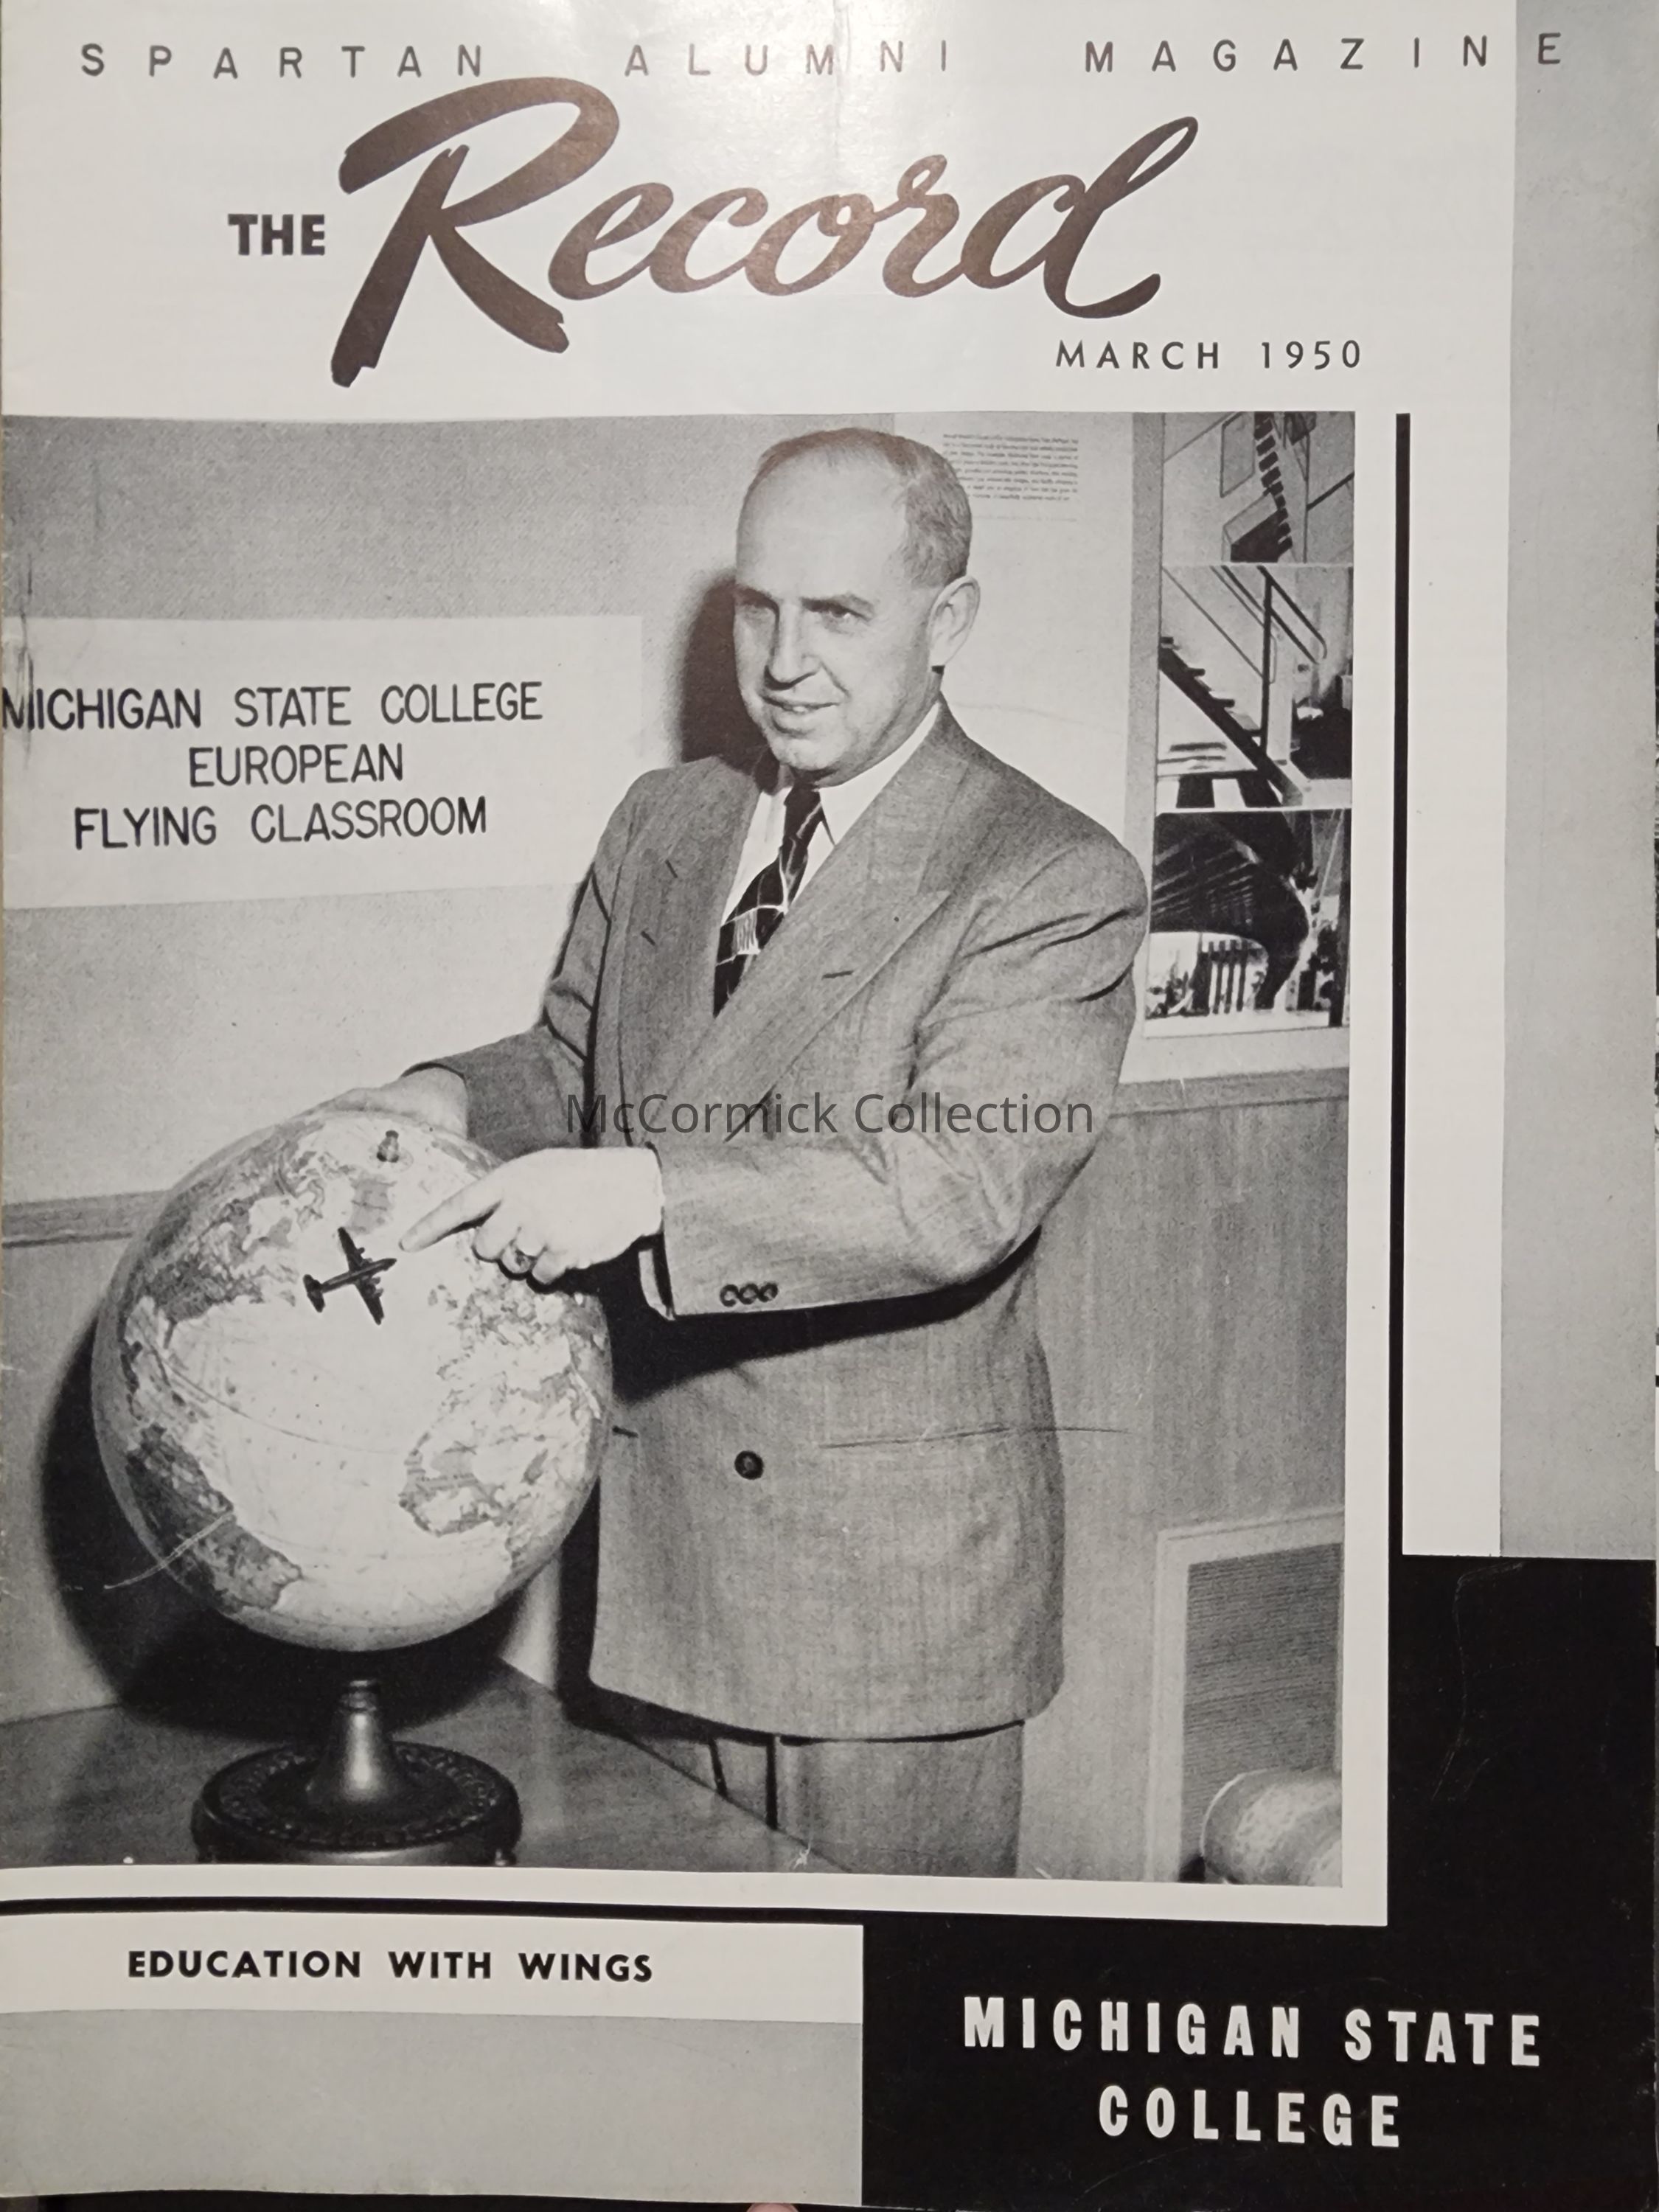 SPARTAN ALUMNI MAGAZINE
THE Record
MARCH 1950
MICHIGAN STATE COLLEGE
EUROPEAN
FLYING CLASSROOM
McCormick Collection
EDUCATION WITH WINGS
MICHIGAN STATE
COLLEGE